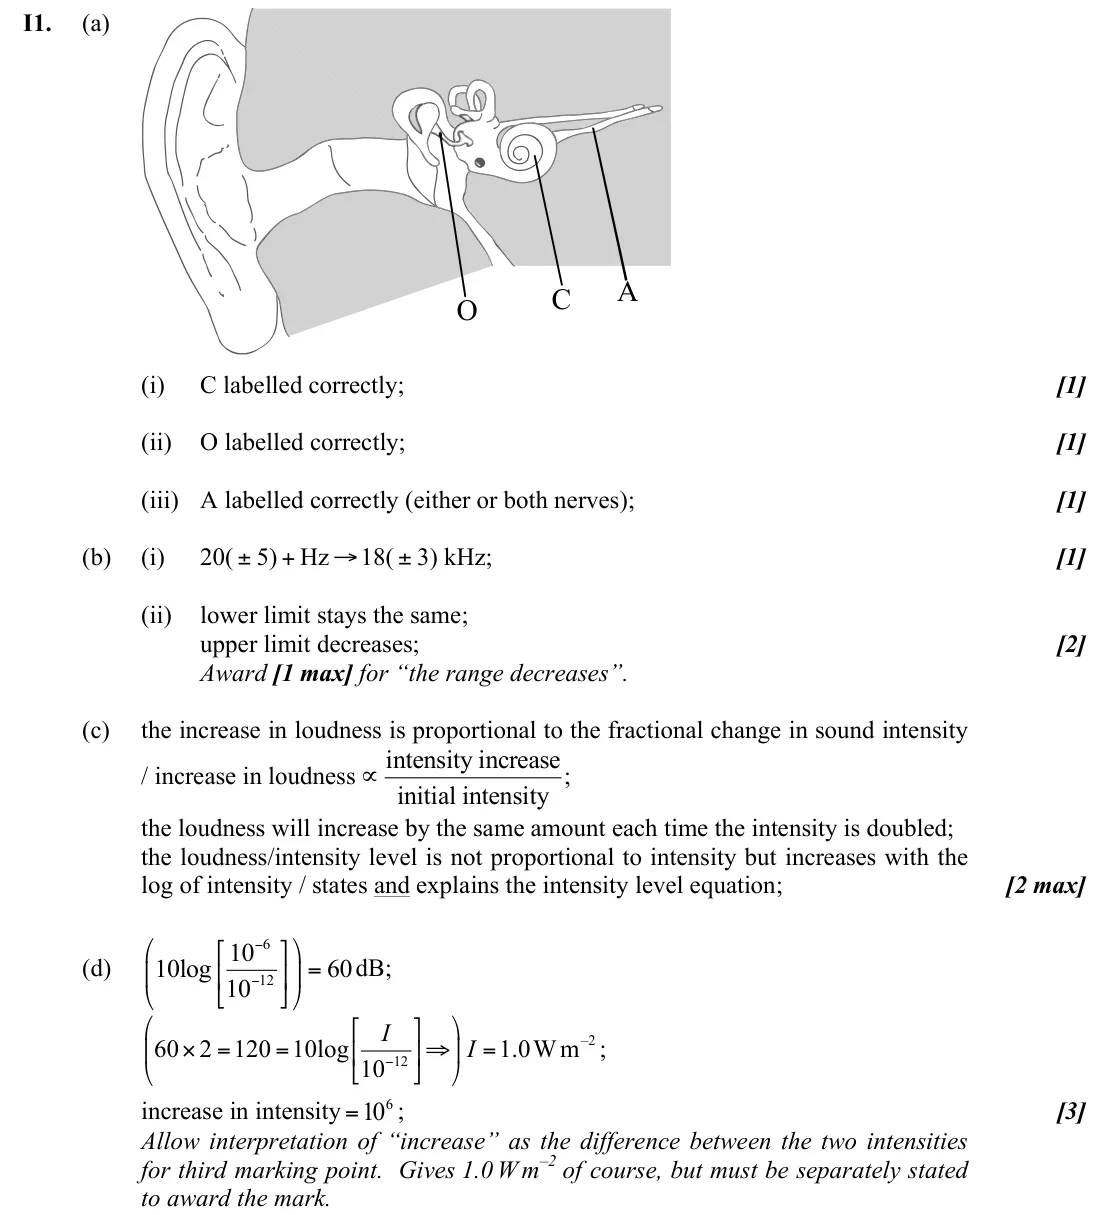 I1. (a)
O C A
(i) C labelled correctly; [1]
(ii) O labelled correctly; [1]
(iii) A labelled correctly (either or both nerves); [1]
(b) (i) 20(± 5) + Hz → 18(± 3) kHz; [1]
(ii) lower limit stays the same;
upper limit decreases; [2]
Award [1 max] for “the range decreases”.
(c) the increase in loudness is proportional to the fractional change in sound intensity
/ increase in loudness ∝ intensity increase / initial intensity;
the loudness will increase by the same amount each time the intensity is doubled;
the loudness/intensity level is not proportional to intensity but increases with the
log of intensity / states and explains the intensity level equation; [2 max]
(d) (10log[10⁻⁶ / 10⁻¹²]) = 60 dB;
(60 × 2 = 120 = 10log[I / 10⁻¹²] ⇒) I = 1.0 W m⁻²;
increase in intensity = 10⁶; [3]
Allow interpretation of “increase” as the difference between the two intensities
for third marking point. Gives 1.0 W m⁻² of course, but must be separately stated
to award the mark.